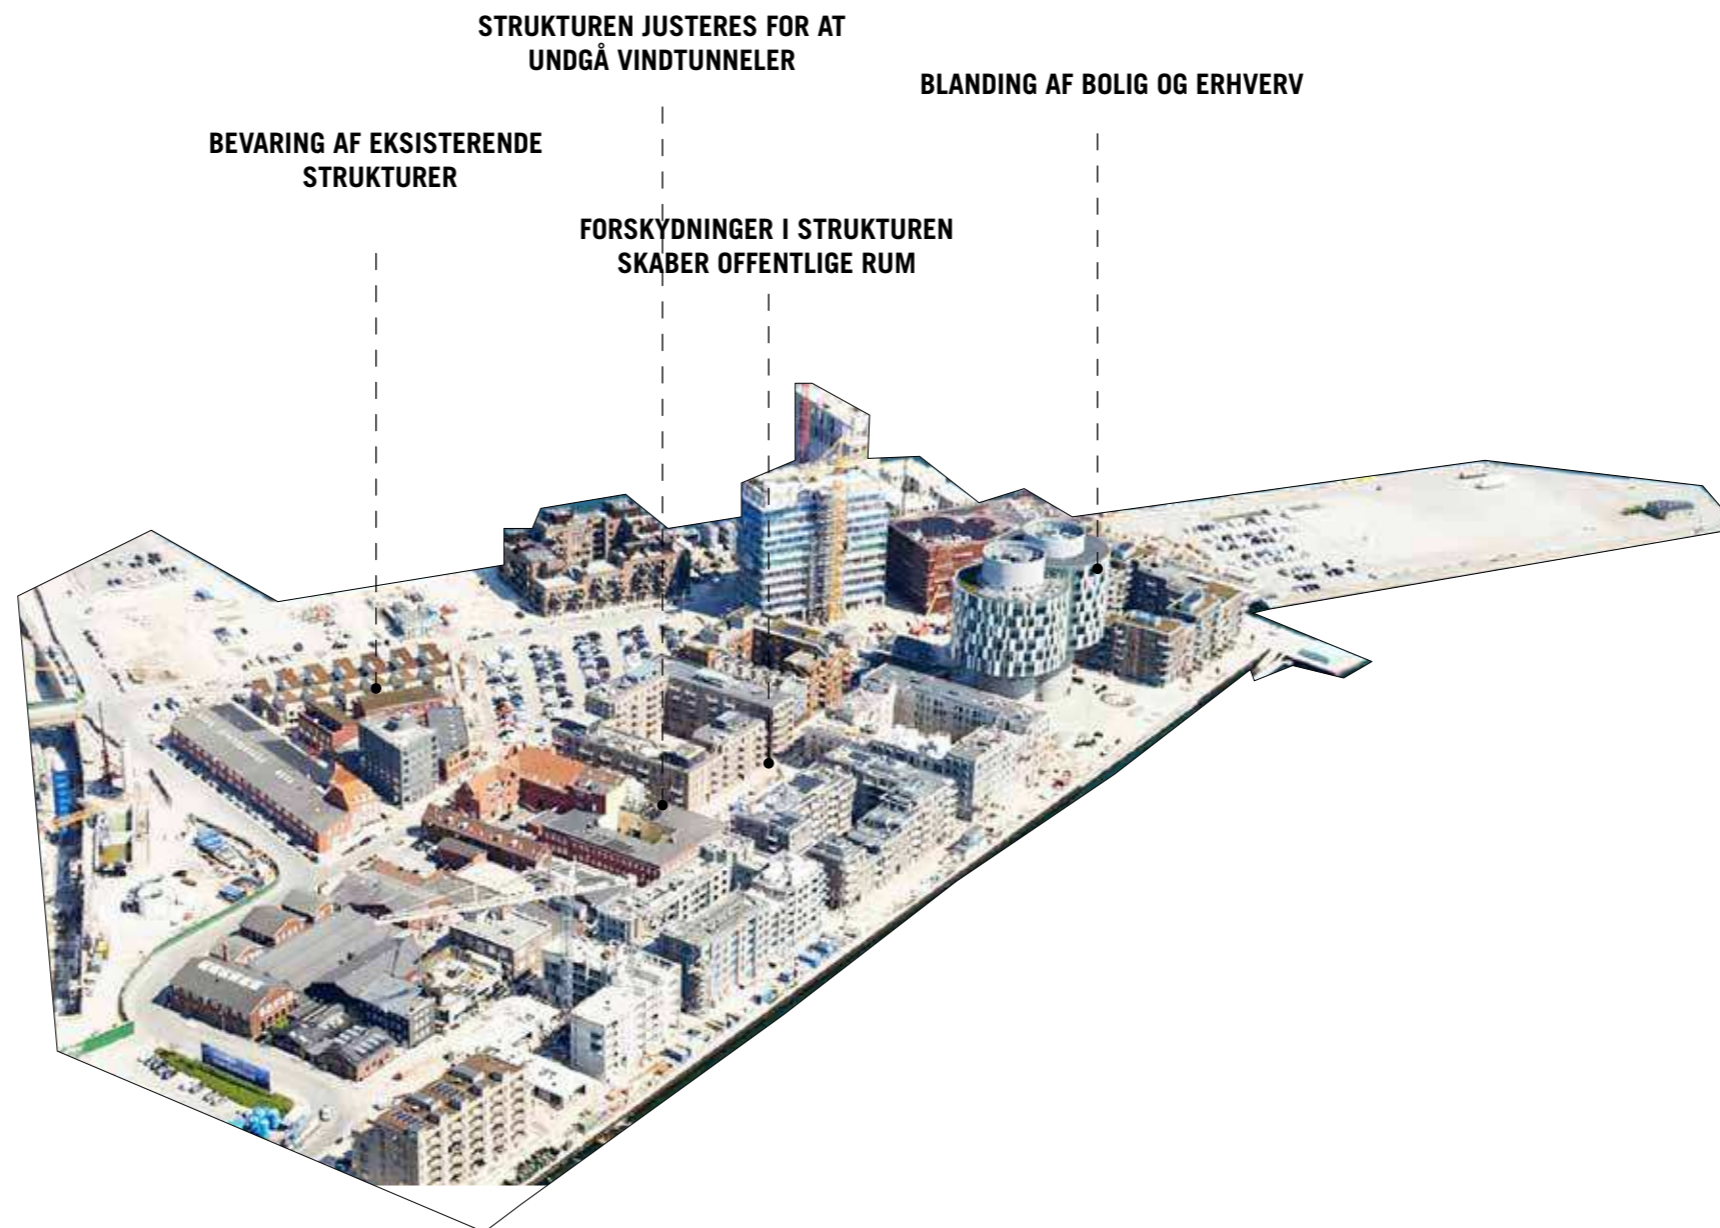 STRUKTUREN JUSTERES FOR AT
UNDGÅ VINDTUNNELER
BLANDING AF BOLIG OG ERHVERV
BEVARING AF EKSISTERENDE
STRUKTURER
FORSKYDNINGER I STRUKTUREN
SKABER OFFENTLIGE RUM